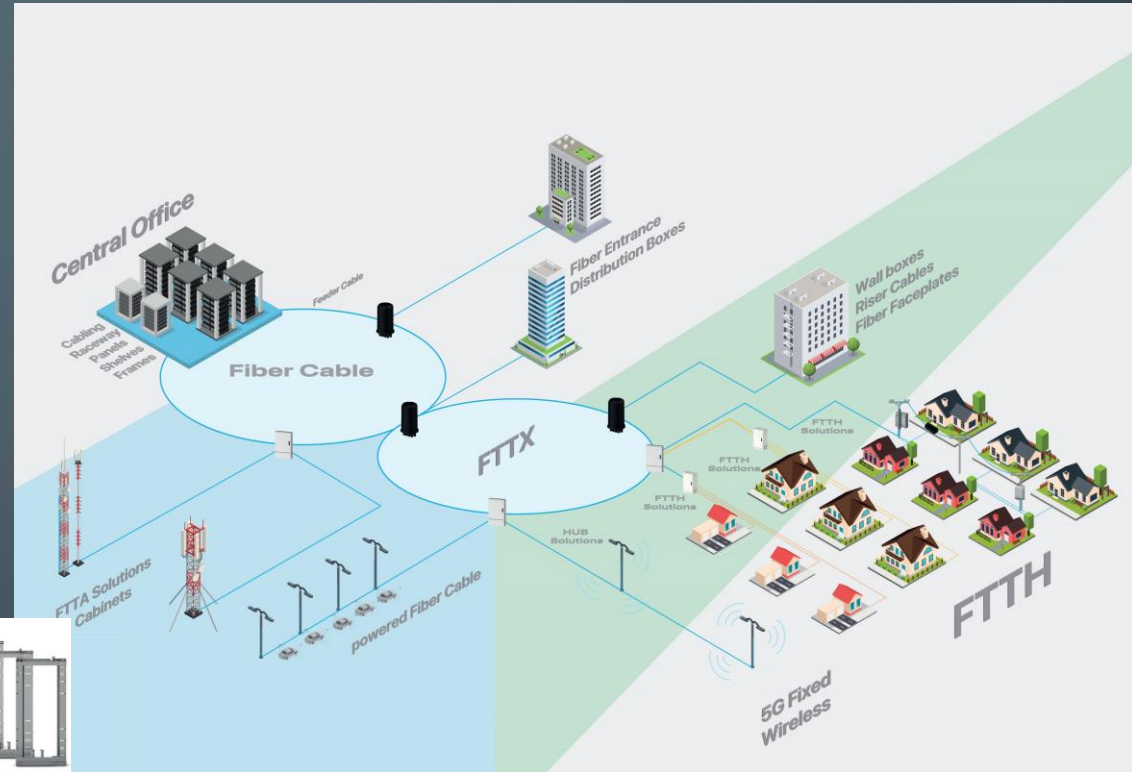 Central Office
Cabling
Raceway
Panels
Shelves
Frames
Feeder Cable
Fiber Cable
Fiber Entrance
Distribution Boxes
Wall boxes
Riser Cables
Fiber Faceplates
FTTX
FTTH
Solutions
FTTH
Solutions
FTTH
Solutions
HUB
Solutions
FTTA Solutions
Cabinets
powered Fiber Cable
5G Fixed
Wireless
FTTH